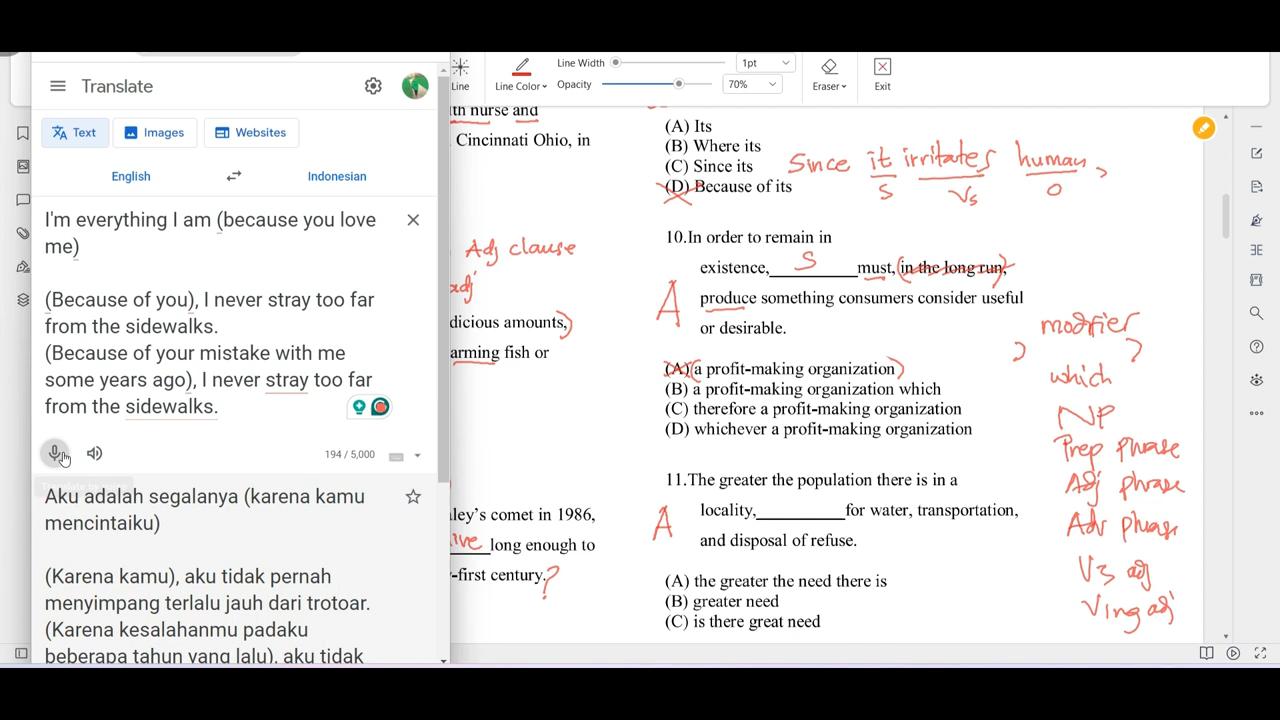 Translate
Text
Images
Websites
English
Indonesian
I'm everything I am (because you love
me)
(Because of you), I never stray too far
from the sidewalks.
(Because of your mistake with me
some years ago), I never stray too far
from the sidewalks.
194 / 5,000
Aku adalah segalanya (karena kamu
mencintaiku)
(Karena kamu), aku tidak pernah
menyimpang terlalu jauh dari trotoar.
(Karena kesalahanmu padaku
beberapa tahun yang lalu), aku tidak
Line
Line Color
Line Width
1pt
Opacity
70%
Eraser
Exit
nurse and
Cincinnati Ohio, in
Adj clause
adj
dicious amounts,)
arming fish or
ley's comet in 1986,
ive long enough to
-first century.?
(A) Its
(B) Where its
(C) Since its
(D) Because of its
Since it irritates human,
S Vs O
10.In order to remain in
existence,__________must,(in the long run,)
S
A
produce something consumers consider useful
or desirable.
(A) (a profit-making organization)
(B) a profit-making organization which
(C) therefore a profit-making organization
(D) whichever a profit-making organization
11.The greater the population there is in a
locality,__________for water, transportation,
A
and disposal of refuse.
(A) the greater the need there is
(B) greater need
(C) is there great need
modifier
, ,
which
NP
Prep phrase
Adj phrase
Adv phrase
V3 adj
Ving adj